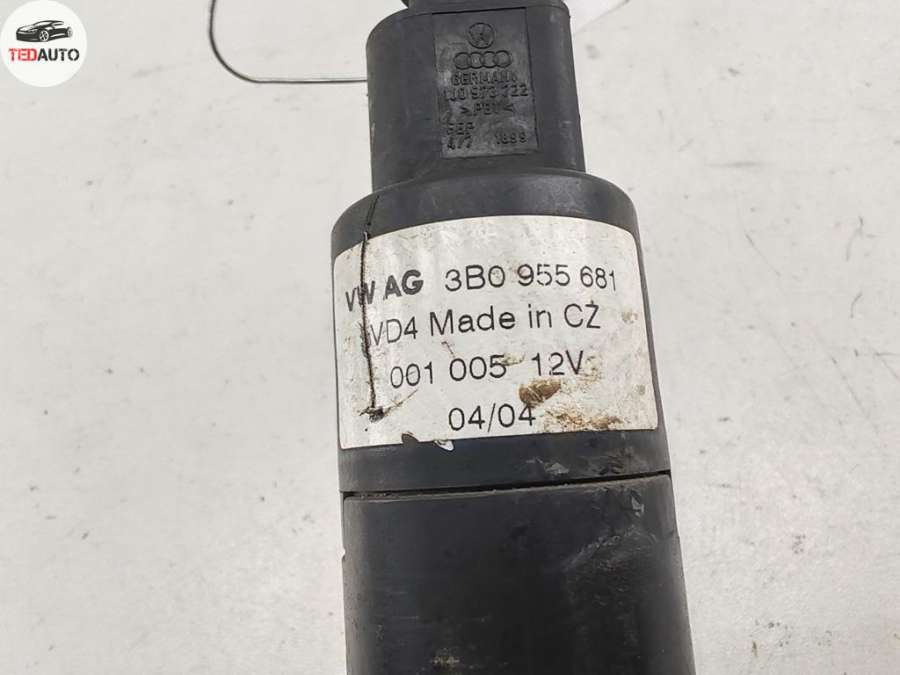 TEDAUTO
GERMANY
1J0 973 722
>PBT<
VW AG 3B0 955 681
VD4 Made in CZ
001 005 12V
04/04